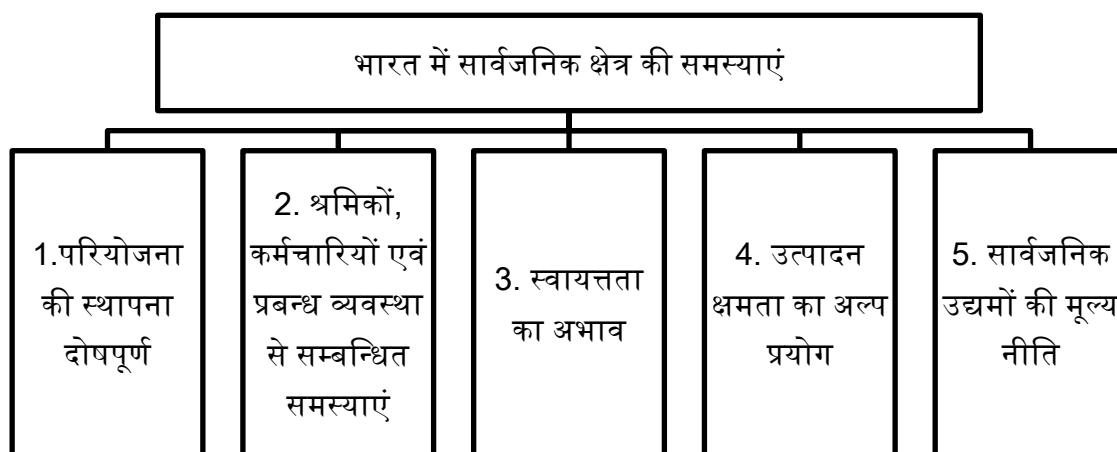 भारत में सार्वजनिक क्षेत्र की समस्याएं
1.परियोजना
की स्थापना
दोषपूर्ण
2. श्रमिकों,
कर्मचारियों एवं
प्रबन्ध व्यवस्था
से सम्बन्धित
समस्याएं
3. स्वायत्तता
का अभाव
4. उत्पादन
क्षमता का अल्प
प्रयोग
5. सार्वजनिक
उद्यमों की मूल्य
नीति